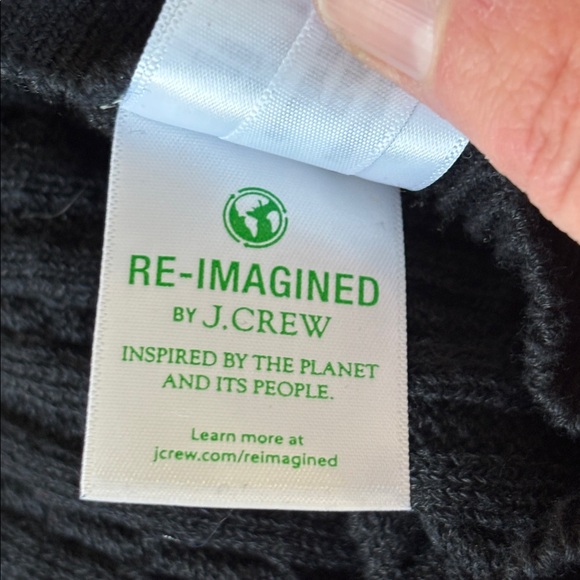 RE-IMAGINED
BY J.CREW
INSPIRED BY THE PLANET
AND ITS PEOPLE.
Learn more at
jcrew.com/reimagined